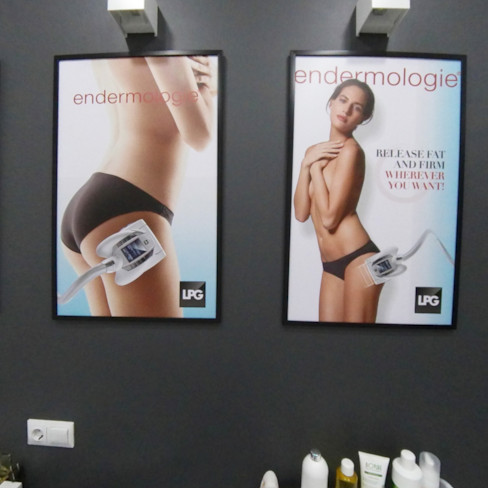 endermologie
LPG
endermologie
RELEASE FAT
AND FIRM
WHEREVER
YOU WANT!
LPG